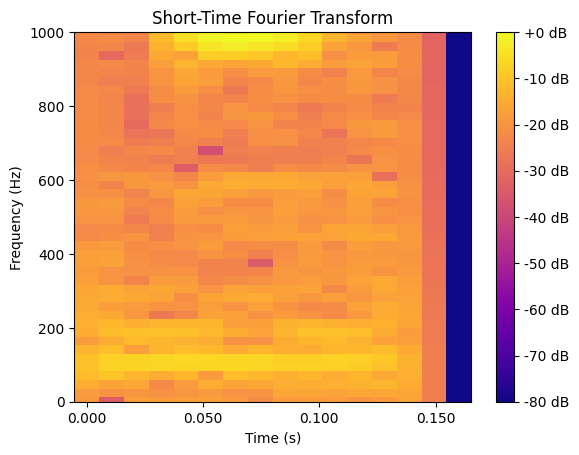 Short-Time Fourier Transform
1000
800
600
400
200
0
Frequency (Hz)
0.000
0.050
0.100
0.150
Time (s)
+0 dB
-10 dB
-20 dB
-30 dB
-40 dB
-50 dB
-60 dB
-70 dB
-80 dB